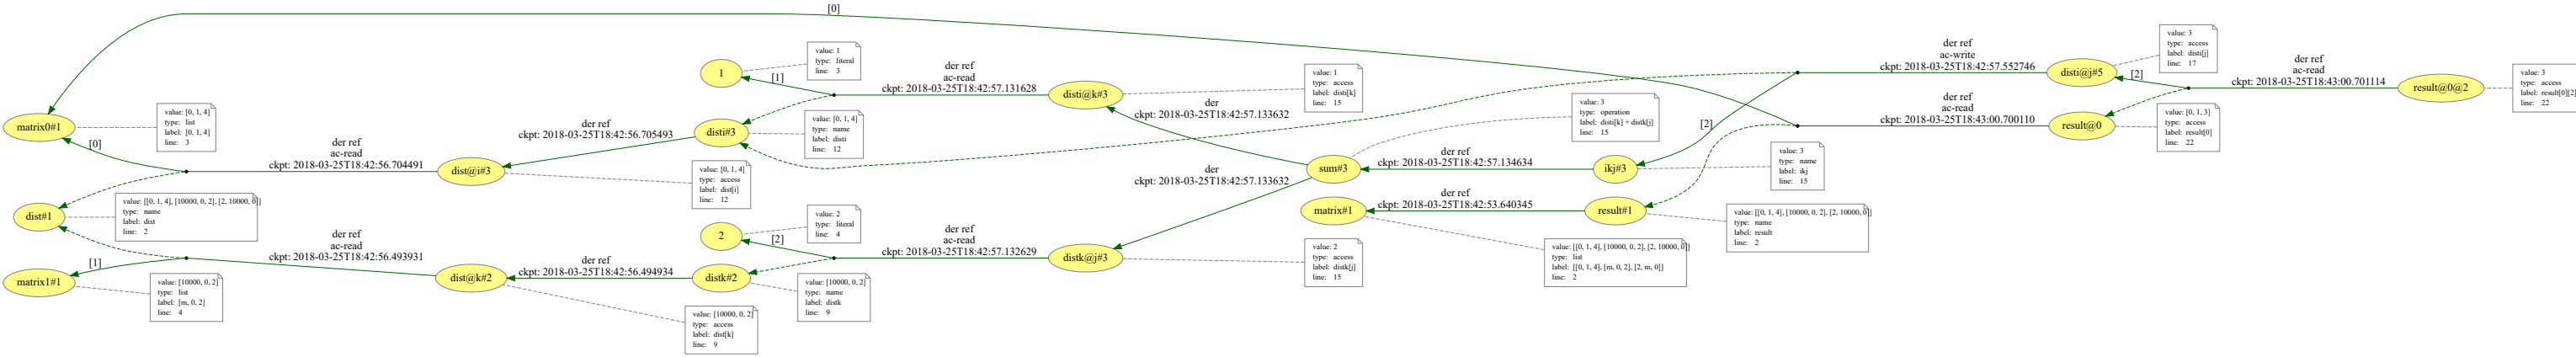 [0]
matrix0#1
value: [0, 1, 4]
type: list
label: [0, 1, 4]
line: 3
[0]
der ref
ac-read
ckpt: 2018-03-25T18:42:56.704491
dist@i#3
value: [0, 1, 4]
type: access
label: dist[i]
line: 12
der ref
ckpt: 2018-03-25T18:42:56.705493
disti#3
value: [0, 1, 4]
type: name
label: disti
line: 12
1
value: 1
type: literal
line: 3
[1]
der ref
ac-read
ckpt: 2018-03-25T18:42:57.131628
disti@k#3
value: 1
type: access
label: disti[k]
line: 15
der
ckpt: 2018-03-25T18:42:57.133632
dist#1
value: [[0, 1, 4], [10000, 0, 2], [2, 10000, 0]]
type: name
label: dist
line: 2
matrix1#1
value: [10000, 0, 2]
type: list
label: [m, 0, 2]
line: 4
[1]
der ref
ac-read
ckpt: 2018-03-25T18:42:56.493931
dist@k#2
value: [10000, 0, 2]
type: access
label: dist[k]
line: 9
der ref
ckpt: 2018-03-25T18:42:56.494934
distk#2
value: [10000, 0, 2]
type: name
label: distk
line: 9
2
value: 2
type: literal
line: 4
[2]
der ref
ac-read
ckpt: 2018-03-25T18:42:57.132629
distk@j#3
value: 2
type: access
label: distk[j]
line: 15
der
ckpt: 2018-03-25T18:42:57.133632
sum#3
value: 3
type: operation
label: disti[k] + distk[j]
line: 15
der ref
ckpt: 2018-03-25T18:42:57.134634
ikj#3
value: 3
type: name
label: ikj
line: 15
[2]
matrix#1
value: [[0, 1, 4], [10000, 0, 2], [2, 10000, 0]]
type: list
label: [[0, 1, 4], [m, 0, 2], [2, m, 0]]
line: 2
der ref
ckpt: 2018-03-25T18:42:53.640345
result#1
value: [[0, 1, 4], [10000, 0, 2], [2, 10000, 0]]
type: name
label: result
line: 2
der ref
ac-write
ckpt: 2018-03-25T18:42:57.552746
disti@j#5
value: 3
type: access
label: disti[j]
line: 17
der ref
ac-read
ckpt: 2018-03-25T18:43:00.700110
result@0
value: [0, 1, 3]
type: access
label: result[0]
line: 22
[2]
der ref
ac-read
ckpt: 2018-03-25T18:43:00.701114
result@0@2
value: 3
type: access
label: result[0][2]
line: 22